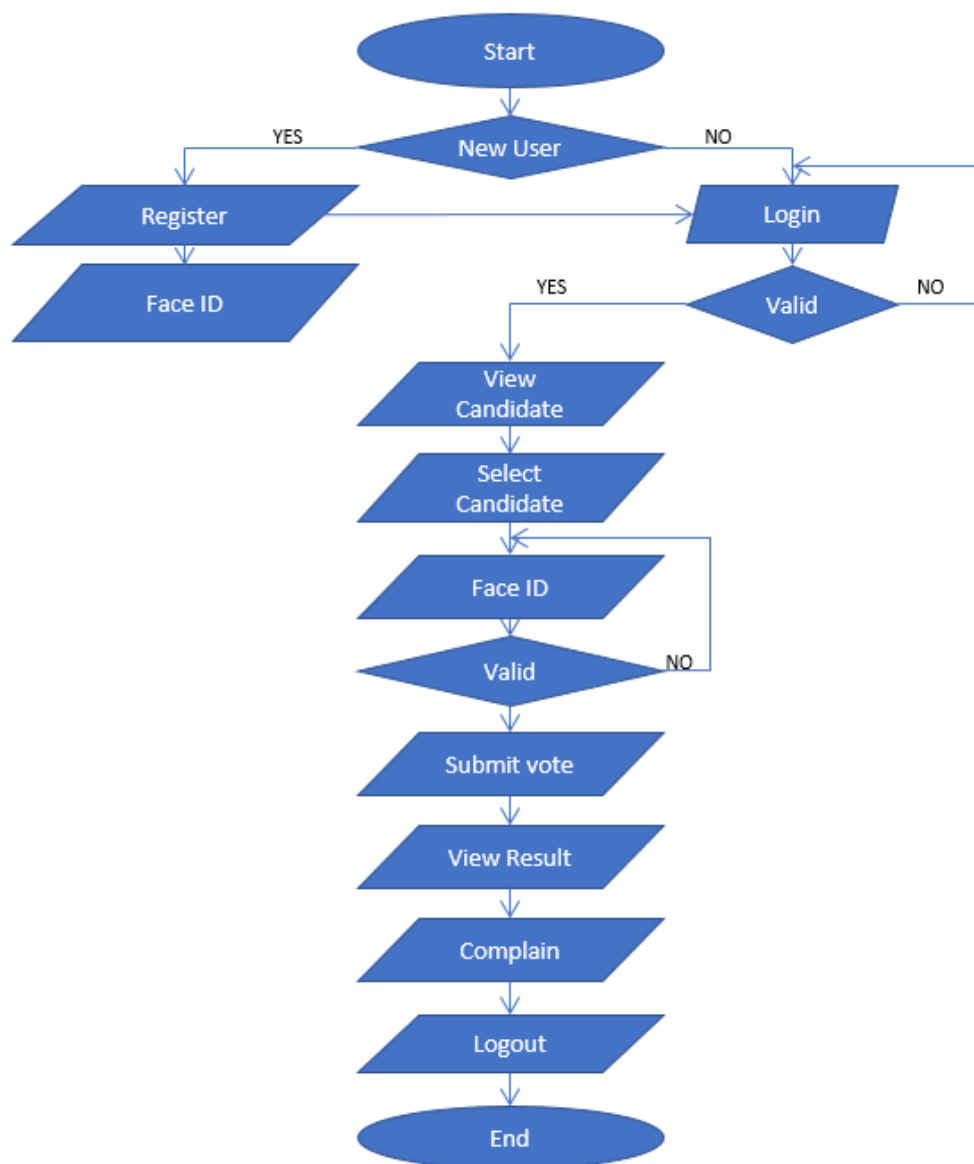 Start
YES
New User
NO
Register
Login
Face ID
YES
Valid
NO
View
Candidate
Select
Candidate
Face ID
Valid
NO
Submit vote
View Result
Complain
Logout
End